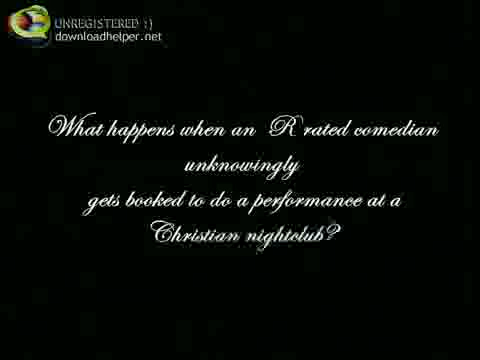 UNREGISTERED :)
downloadhelper.net
What happens when an R rated comedian
unknowingly
gets booked to do a performance at a
Christian nightclub?